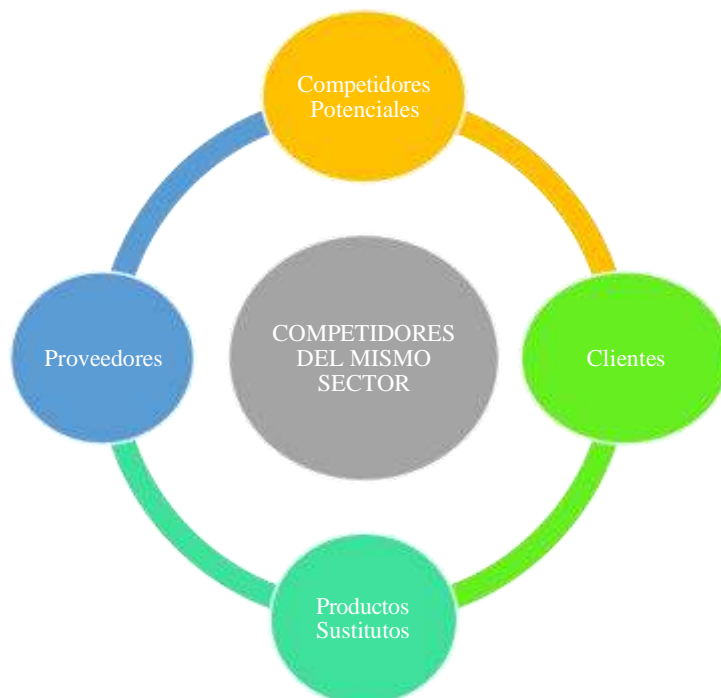 Competidores
Potenciales
Proveedores
COMPETIDORES
DEL MISMO
SECTOR
Clientes
Productos
Sustitutos